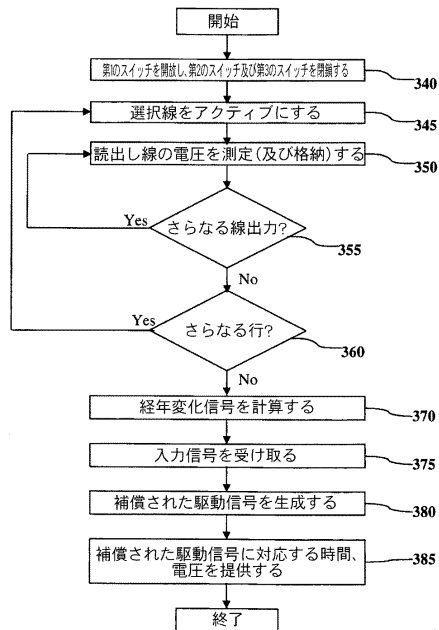 開始
第1のスイッチを開放し、第2のスイッチ及び第3のスイッチを閉鎖する
340
選択線をアクティブにする
345
読出し線の電圧を測定(及び格納)する
350
さらなる線出力?
355
Yes
No
さらなる行?
360
Yes
No
経年変化信号を計算する
370
入力信号を受け取る
375
補償された駆動信号を生成する
380
補償された駆動信号に対応する時間、
電圧を提供する
385
終了